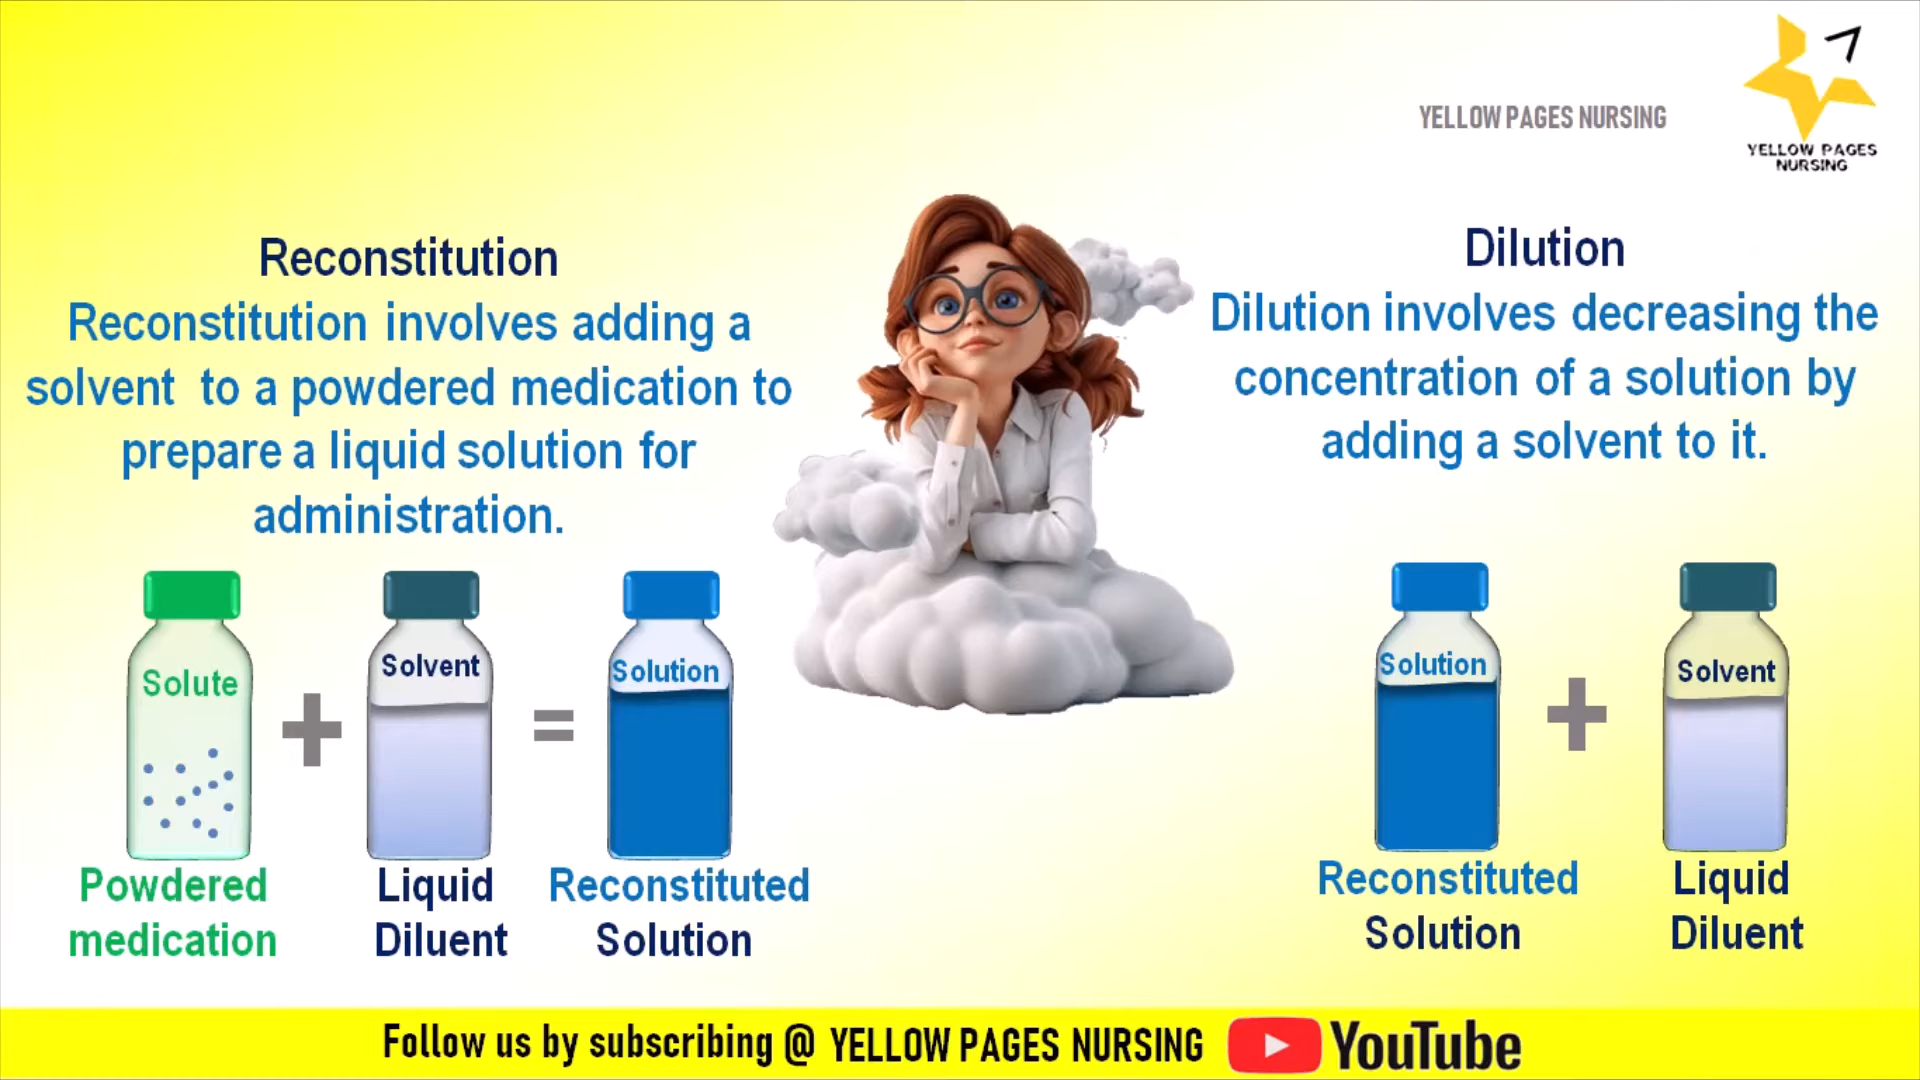 YELLOW PAGES NURSING
YELLOW PAGES
NURSING
Reconstitution
Reconstitution involves adding a
solvent to a powdered medication to
prepare a liquid solution for
administration.
Solute
Solvent
Solution
Powdered
medication
Liquid
Diluent
Reconstituted
Solution
Dilution
Dilution involves decreasing the
concentration of a solution by
adding a solvent to it.
Solution
Solvent
Reconstituted
Solution
Liquid
Diluent
Follow us by subscribing @ YELLOW PAGES NURSING YouTube